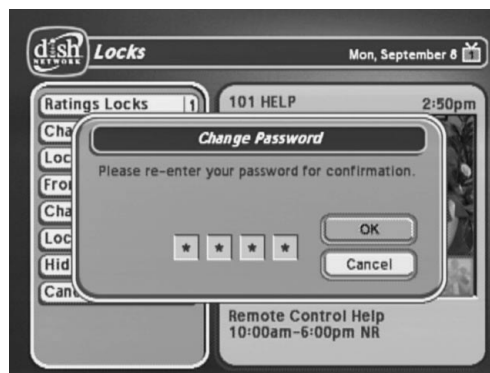 dish
NETWORK
Locks
Mon, September 8
1
Ratings Locks 1
Cha
Loc
Fro
Cha
Loc
Hid
Can
101 HELP 2:50pm
Change Password
Please re-enter your password for confirmation.
* * * *
OK
Cancel
Remote Control Help
10:00am-6:00pm NR